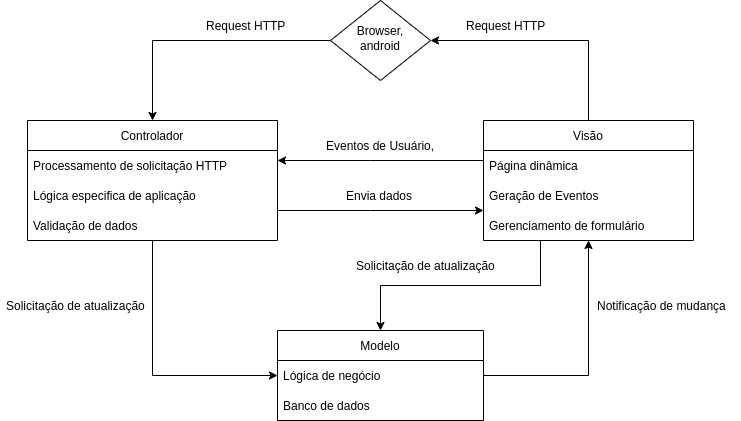 Request HTTP
Browser,
android
Request HTTP
Controlador
Processamento de solicitação HTTP
Lógica especifica de aplicação
Validação de dados
Eventos de Usuário,
Envia dados
Visão
Página dinâmica
Geração de Eventos
Gerenciamento de formulário
Solicitação de atualização
Solicitação de atualização
Notificação de mudança
Modelo
Lógica de negócio
Banco de dados